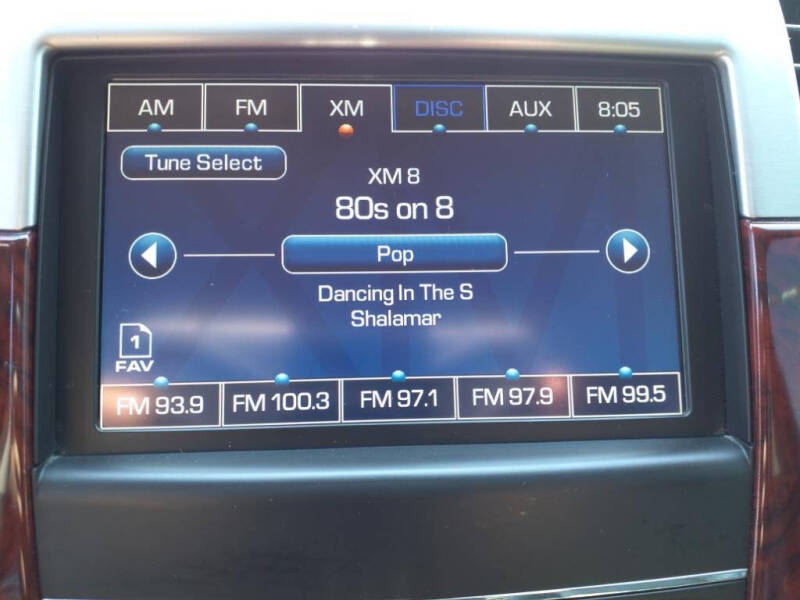 AM FM XM DISC AUX 8:05
Tune Select
XM 8
80s on 8
Pop
Dancing In The S
Shalamar
1
FAV
FM 93.9 FM 100.3 FM 97.1 FM 97.9 FM 99.5